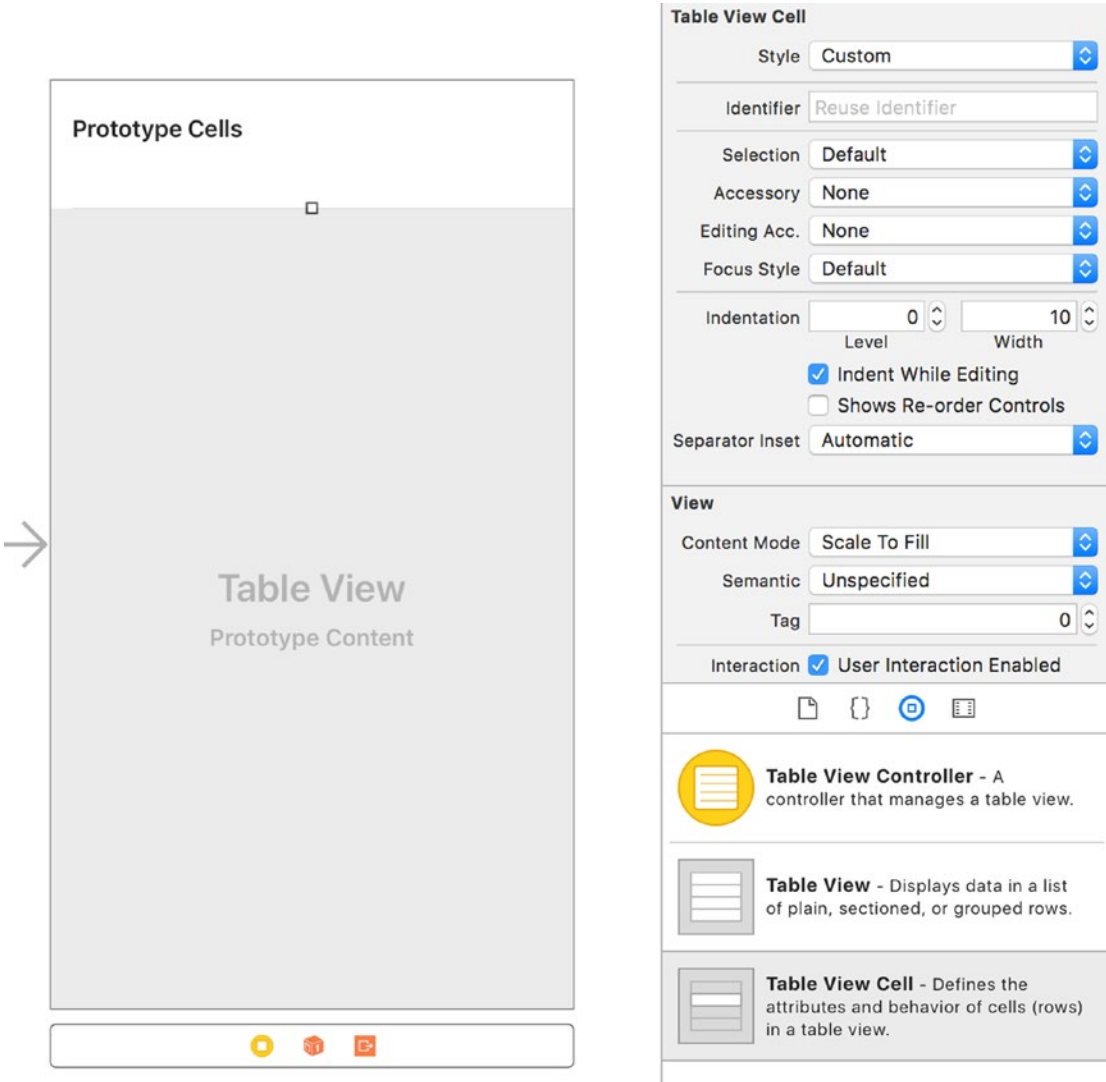 Prototype Cells
Table View
Prototype Content
Table View Cell
Style Custom
Identifier Reuse Identifier
Selection Default
Accessory None
Editing Acc. None
Focus Style Default
Indentation 0 10
Level Width
Indent While Editing
Shows Re-order Controls
Separator Inset Automatic
View
Content Mode Scale To Fill
Semantic Unspecified
Tag 0
Interaction User Interaction Enabled
{}
Table View Controller - A
controller that manages a table view.
Table View - Displays data in a list
of plain, sectioned, or grouped rows.
Table View Cell - Defines the
attributes and behavior of cells (rows)
in a table view.